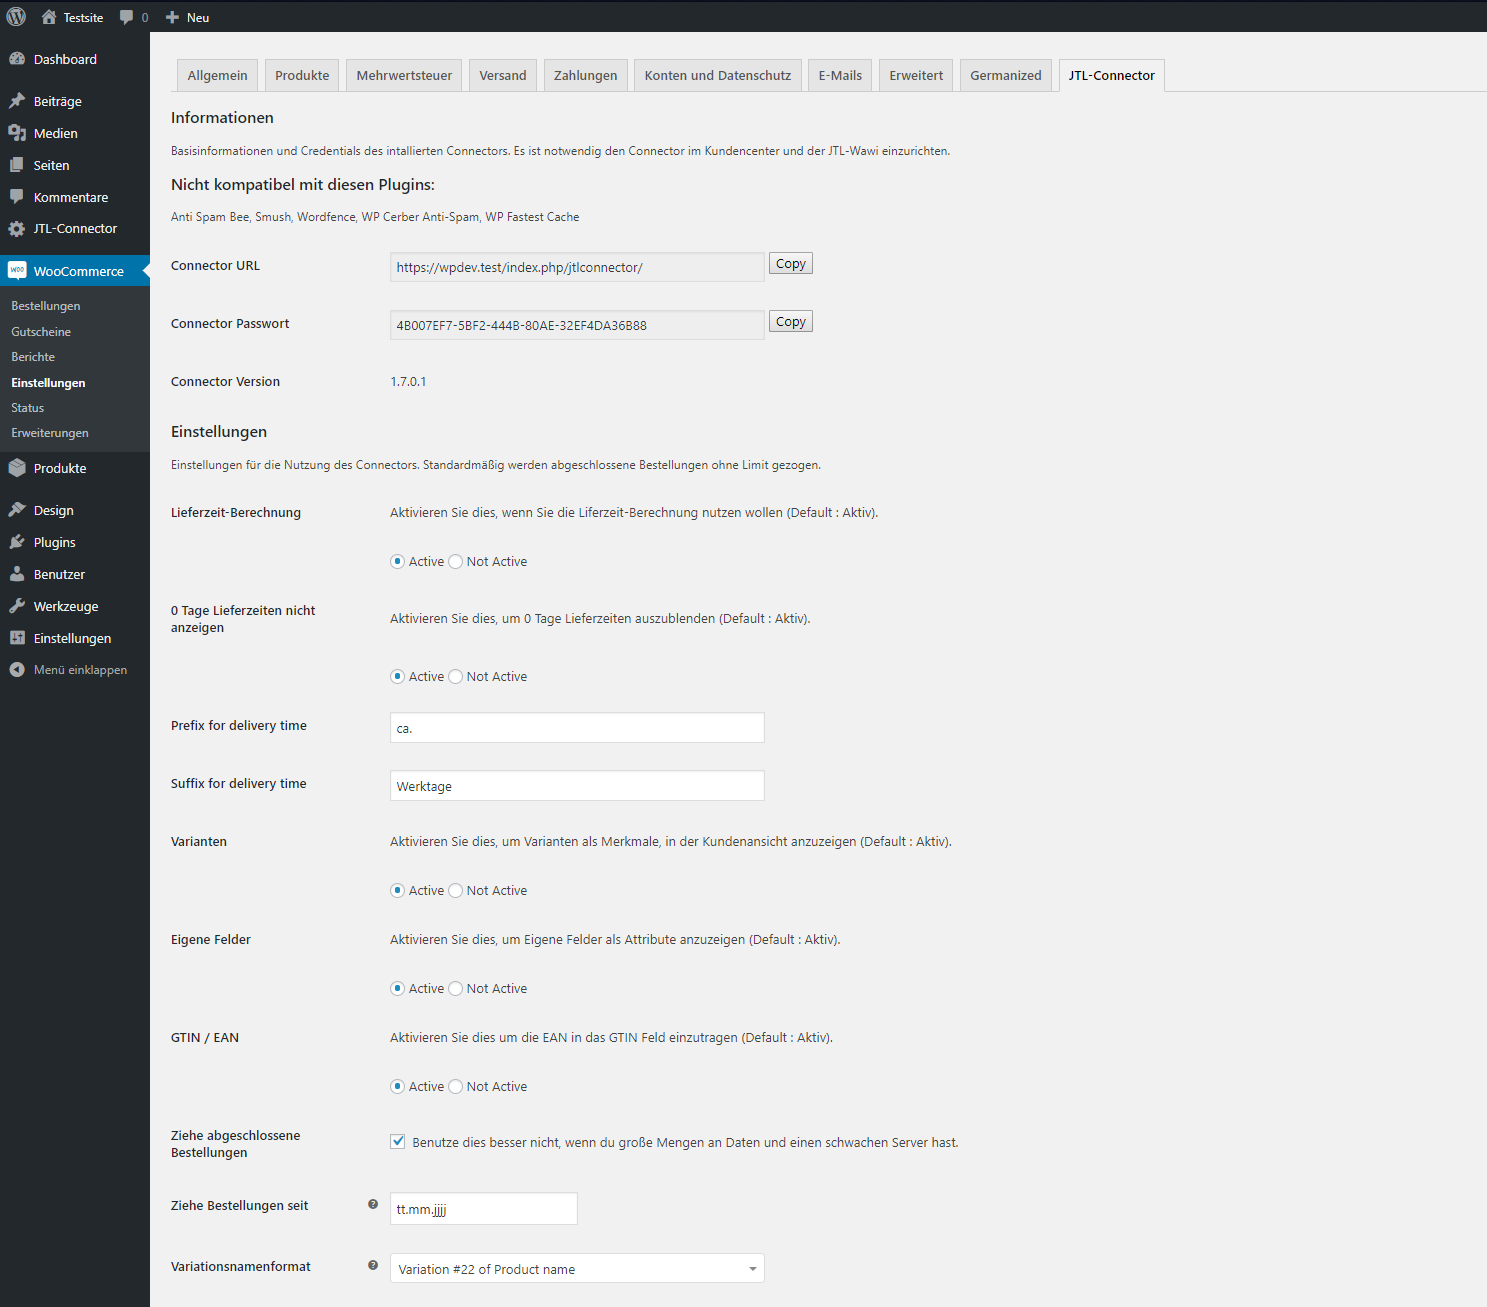 Testsite 0 Neu
Dashboard
Beiträge
Medien
Seiten
Kommentare
JTL-Connector
WooCommerce
Bestellungen
Gutscheine
Berichte
Einstellungen
Status
Erweiterungen
Produkte
Design
Plugins
Benutzer
Werkzeuge
Einstellungen
Menü einklappen
Allgemein Produkte Mehrwertsteuer Versand Zahlungen Konten und Datenschutz E-Mails Erweitert Germanized JTL-Connector
Informationen
Basisinformationen und Credentials des intallierten Connectors. Es ist notwendig den Connector im Kundencenter und der JTL-Wawi einzurichten.
Nicht kompatibel mit diesen Plugins:
Anti Spam Bee, Smush, Wordfence, WP Cerber Anti-Spam, WP Fastest Cache
Connector URL https://wpdev.test/index.php/jtlconnector/ Copy
Connector Passwort 4B007EF7-5BF2-444B-80AE-32EF4DA36B88 Copy
Connector Version 1.7.0.1
Einstellungen
Einstellungen für die Nutzung des Connectors. Standardmäßig werden abgeschlossene Bestellungen ohne Limit gezogen.
Lieferzeit-Berechnung Aktivieren Sie dies, wenn Sie die Liferzeit-Berechnung nutzen wollen (Default : Aktiv).
Active Not Active
0 Tage Lieferzeiten nicht
anzeigen
Aktivieren Sie dies, um 0 Tage Lieferzeiten auszublenden (Default : Aktiv).
Active Not Active
Prefix for delivery time ca.
Suffix for delivery time Werktage
Varianten Aktivieren Sie dies, um Varianten als Merkmale, in der Kundenansicht anzuzeigen (Default : Aktiv).
Active Not Active
Eigene Felder Aktivieren Sie dies, um Eigene Felder als Attribute anzuzeigen (Default : Aktiv).
Active Not Active
GTIN / EAN Aktivieren Sie dies um die EAN in das GTIN Feld einzutragen (Default : Aktiv).
Active Not Active
Ziehe abgeschlossene
Bestellungen
Benutze dies besser nicht, wenn du große Mengen an Daten und einen schwachen Server hast.
Ziehe Bestellungen seit ? tt.mm.jjjj
Variationsnamenformat ? Variation #22 of Product name